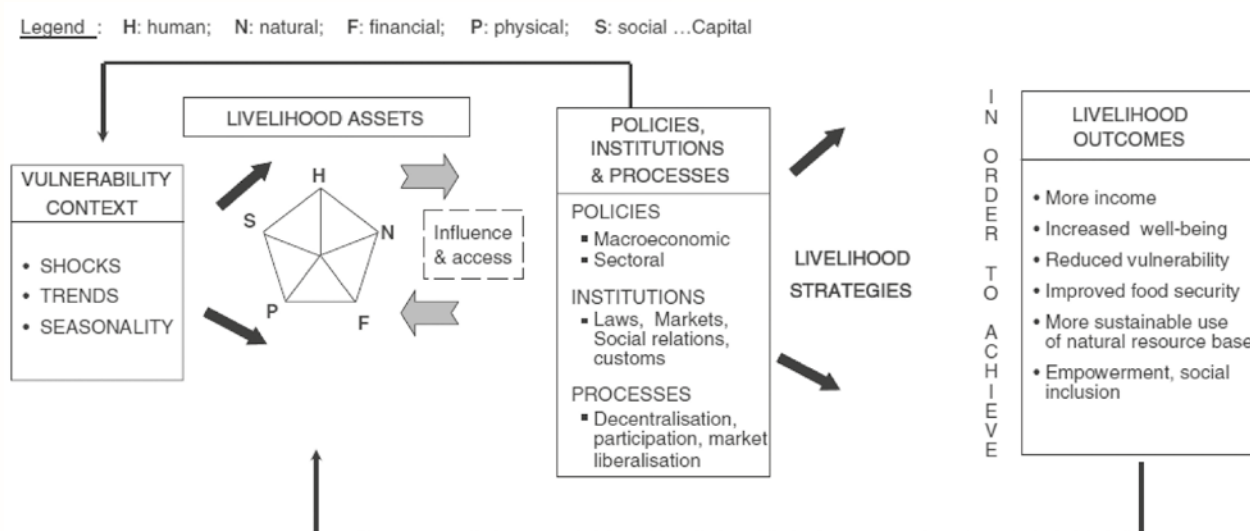 Legend : H: human; N: natural; F: financial; P: physical; S: social ...Capital
LIVELIHOOD ASSETS
VULNERABILITY
CONTEXT
• SHOCKS
• TRENDS
• SEASONALITY
H
S
N
P
F
Influence
& access
POLICIES,
INSTITUTIONS
& PROCESSES
POLICIES
▪ Macroeconomic
▪ Sectoral
INSTITUTIONS
▪ Laws, Markets,
Social relations,
customs
PROCESSES
▪ Decentralisation,
participation, market
liberalisation
LIVELIHOOD
STRATEGIES
IN ORDER TO ACHIEVE
LIVELIHOOD
OUTCOMES
• More income
• Increased well-being
• Reduced vulnerability
• Improved food security
• More sustainable use
of natural resource base
• Empowerment, social
inclusion